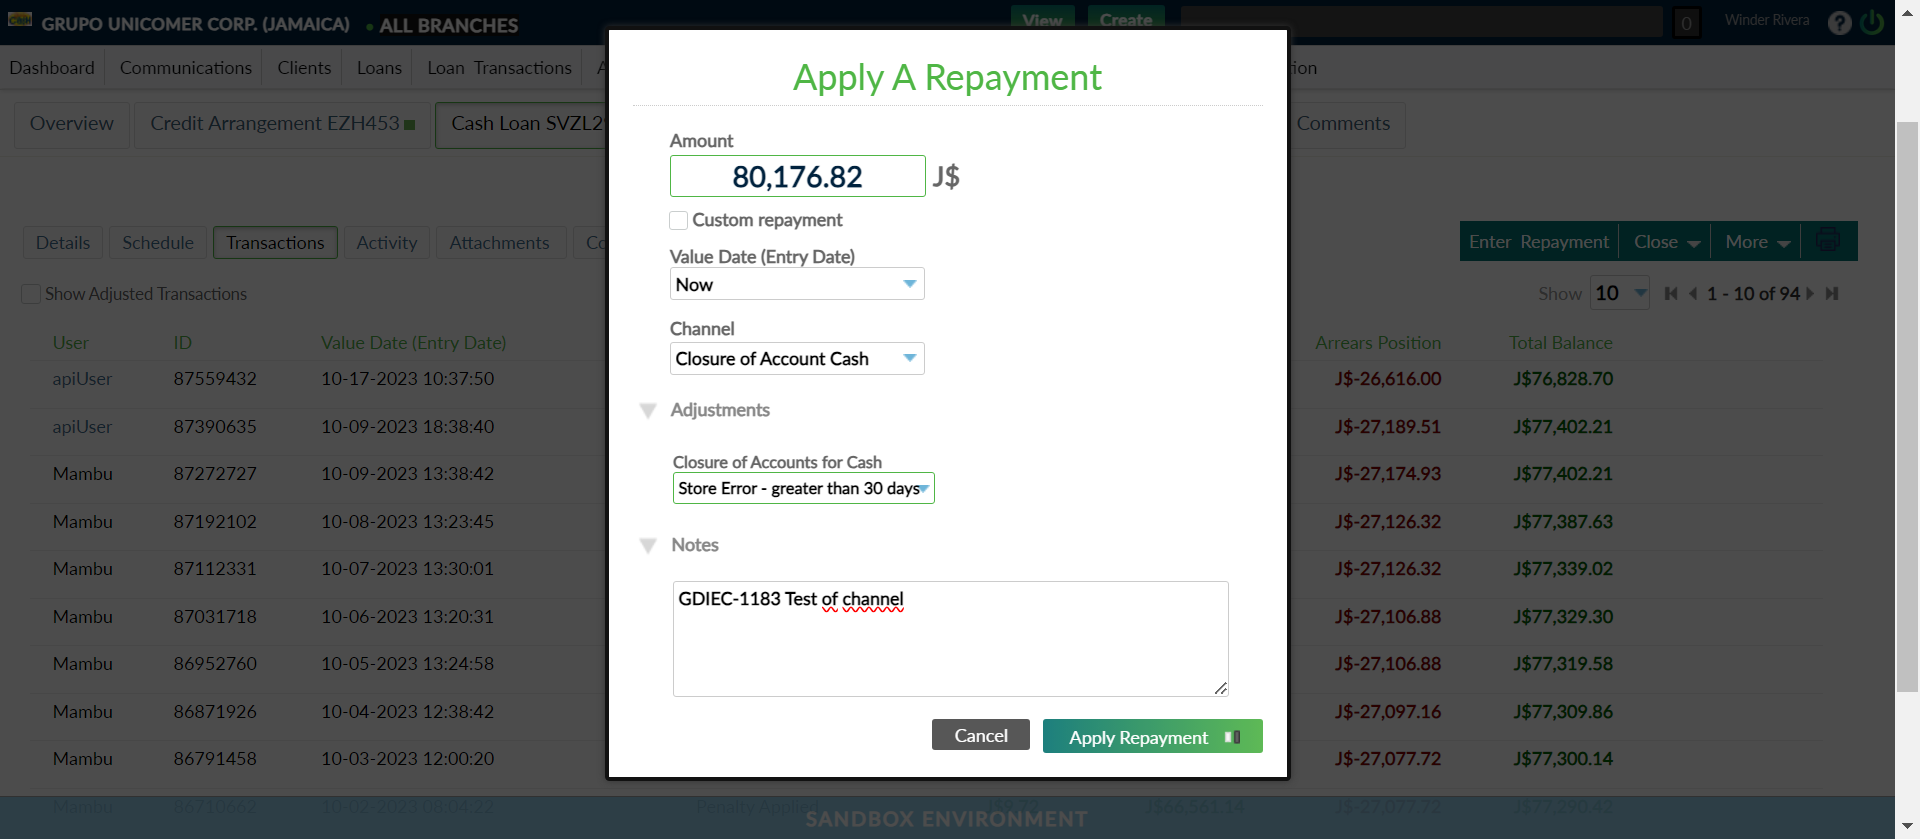 GRUPO UNICOMER CORP. (JAMAICA) • ALL BRANCHES
View Create 0 Winder Rivera ?
Dashboard Communications Clients Loans Loan Transactions
Overview Credit Arrangement EZH453 Cash Loan SVZL2 Comments
Details Schedule Transactions Activity Attachments
Enter Repayment Close More
Show Adjusted Transactions
Show 10 1 - 10 of 94
User ID Value Date (Entry Date) Arrears Position Total Balance
apiUser 87559432 10-17-2023 10:37:50 J$-26,616.00 J$76,828.70
apiUser 87390635 10-09-2023 18:38:40 J$-27,189.51 J$77,402.21
Mambu 87272727 10-09-2023 13:38:42 J$-27,174.93 J$77,402.21
Mambu 87192102 10-08-2023 13:23:45 J$-27,126.32 J$77,387.63
Mambu 87112331 10-07-2023 13:30:01 J$-27,126.32 J$77,339.02
Mambu 87031718 10-06-2023 13:20:31 J$-27,106.88 J$77,329.30
Mambu 86952760 10-05-2023 13:24:58 J$-27,106.88 J$77,319.58
Mambu 86871926 10-04-2023 12:38:42 J$-27,097.16 J$77,309.86
Mambu 86791458 10-03-2023 12:00:20 J$-27,077.72 J$77,300.14
Mambu 86710662 10-02-2023 08:04:22 Penalty Applied J$9.72 J$66,561.14 J$-27,077.72 J$77,290.42
SANDBOX ENVIRONMENT
Apply A Repayment
Amount
80,176.82 J$
Custom repayment
Value Date (Entry Date)
Now
Channel
Closure of Account Cash
Adjustments
Closure of Accounts for Cash
Store Error - greater than 30 days
Notes
GDIEC-1183 Test of channel
Cancel Apply Repayment